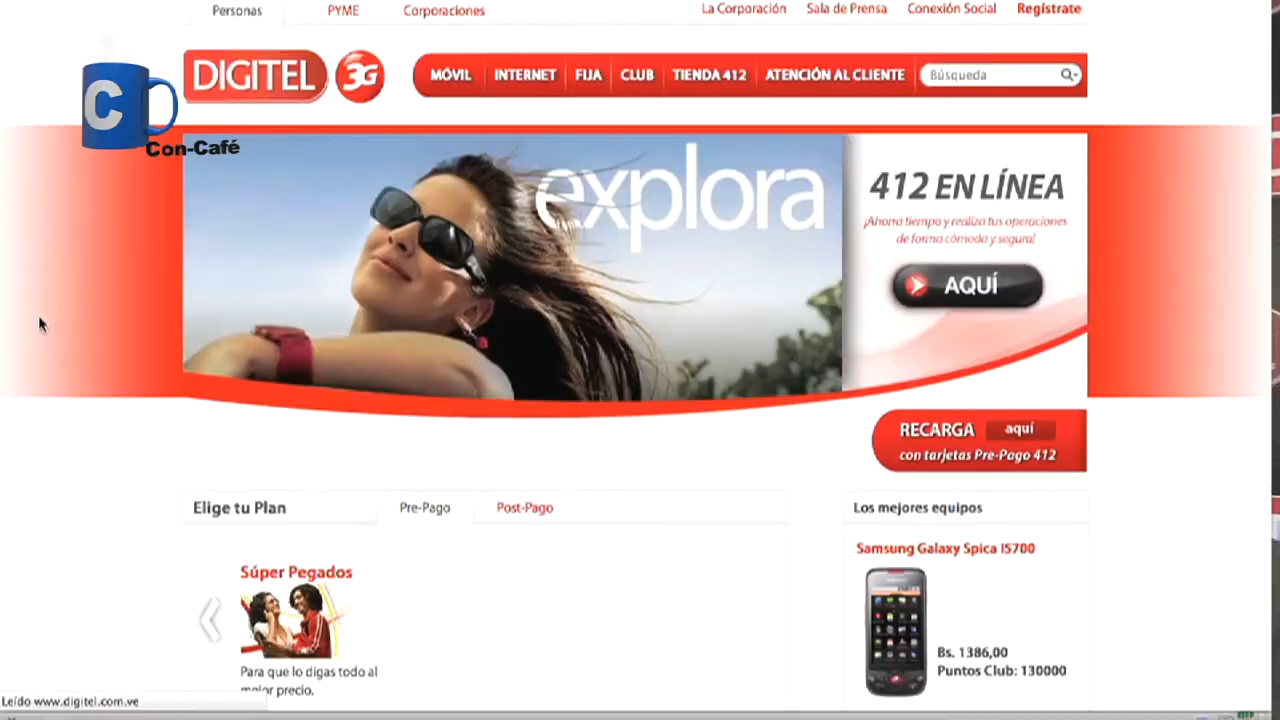 Personas PYME Corporaciones La Corporación Sala de Prensa Conexión Social Regístrate
DIGITEL 3G MÓVIL INTERNET FIJA CLUB TIENDA 412 ATENCIÓN AL CLIENTE Búsqueda
C
Con-Café
explora
412 EN LÍNEA
¡Ahorra tiempo y realiza tus operaciones
de forma cómoda y segura!
AQUÍ
RECARGA aquí
con tarjetas Pre-Pago 412
Elige tu Plan Pre-Pago Post-Pago Los mejores equipos
Samsung Galaxy Spica I5700
Súper Pegados
Bs. 1386,00
Para que lo digas todo al
Puntos Club: 130000
mejor precio.
Leído www.digitel.com.ve